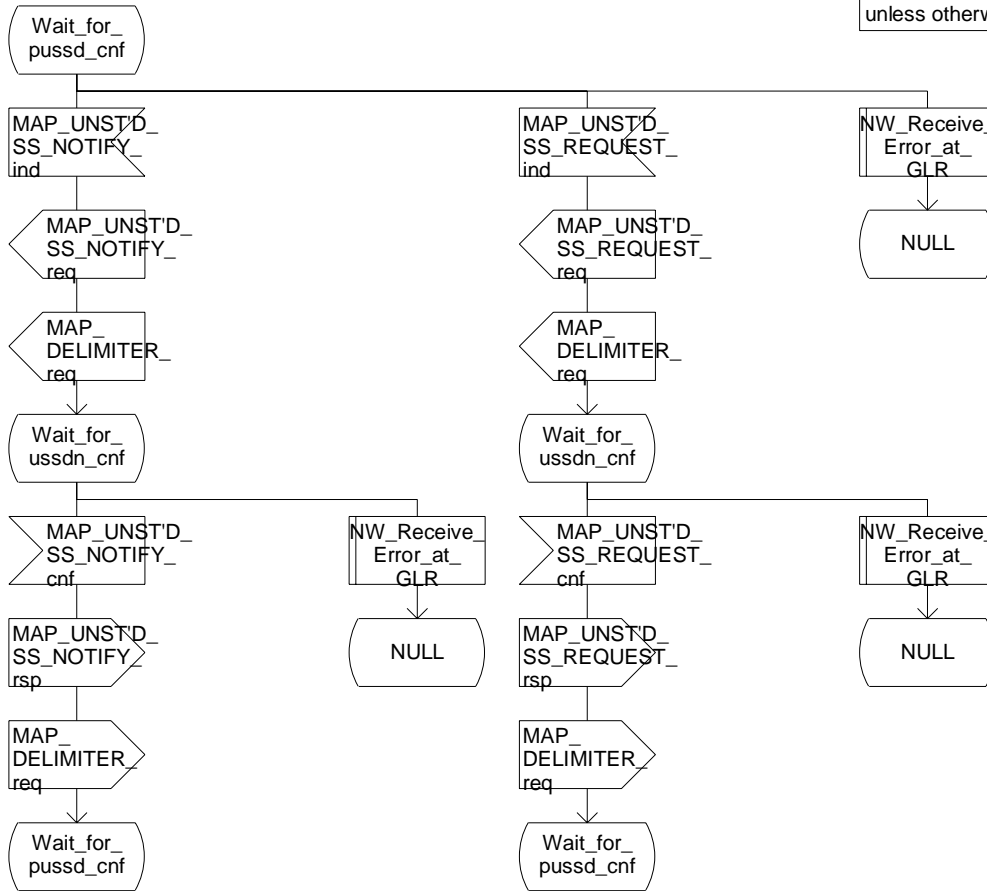 unless otherw
Wait_for_
pussd_cnf
MAP_UNST'D_
SS_NOTIFY_
ind
MAP_UNST'D_
SS_REQUEST_
ind
NW_Receive_
Error_at_
GLR
MAP_UNST'D_
SS_NOTIFY_
req
MAP_UNST'D_
SS_REQUEST_
req
NULL
MAP_
DELIMITER_
req
MAP_
DELIMITER_
req
Wait_for_
ussdn_cnf
Wait_for_
ussdn_cnf
MAP_UNST'D_
SS_NOTIFY_
cnf
NW_Receive_
Error_at_
GLR
MAP_UNST'D_
SS_REQUEST_
cnf
NW_Receive_
Error_at_
GLR
MAP_UNST'D_
SS_NOTIFY_
rsp
NULL
MAP_UNST'D_
SS_REQUEST_
rsp
NULL
MAP_
DELIMITER_
req
MAP_
DELIMITER_
req
Wait_for_
pussd_cnf
Wait_for_
pussd_cnf